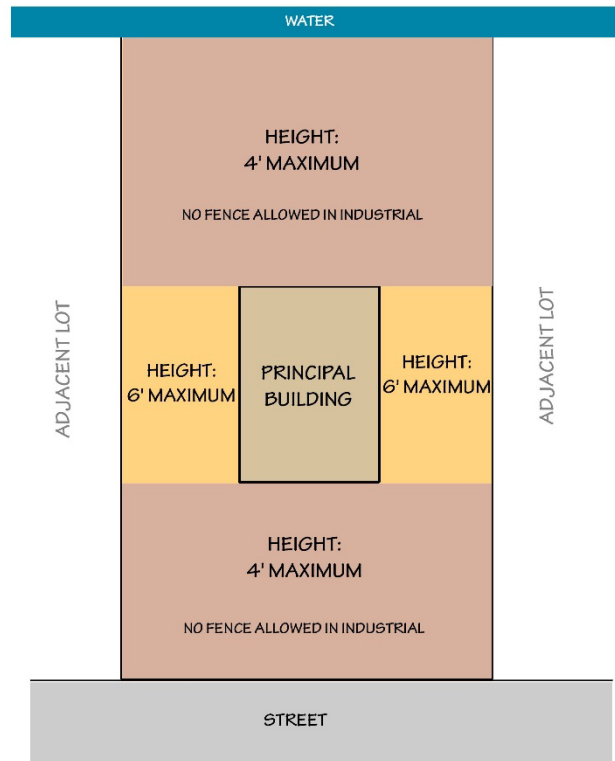 WATER
HEIGHT:
4' MAXIMUM
NO FENCE ALLOWED IN INDUSTRIAL
ADJACENT LOT
HEIGHT:
6' MAXIMUM
PRINCIPAL
BUILDING
HEIGHT:
6' MAXIMUM
ADJACENT LOT
HEIGHT:
4' MAXIMUM
NO FENCE ALLOWED IN INDUSTRIAL
STREET